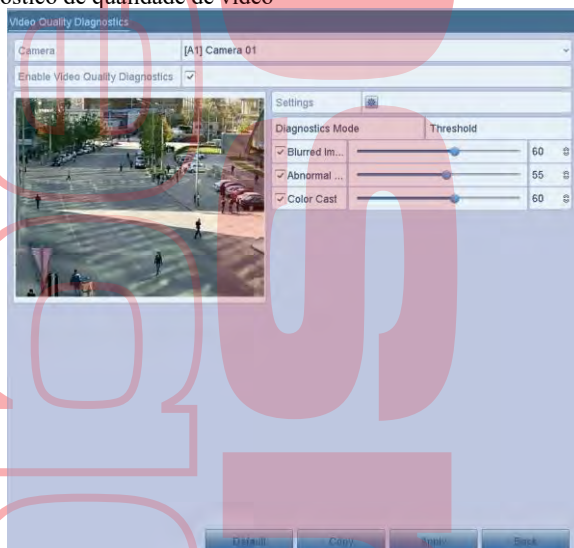 óstico de qualidade de vídeo
Video Quality Diagnostics
Camera [A1] Camera 01
Enable Video Quality Diagnostics
Settings
Diagnostics Mode Threshold
Blurred Im... 60
Abnormal ... 55
Color Cast 60
Default Copy Apply Back